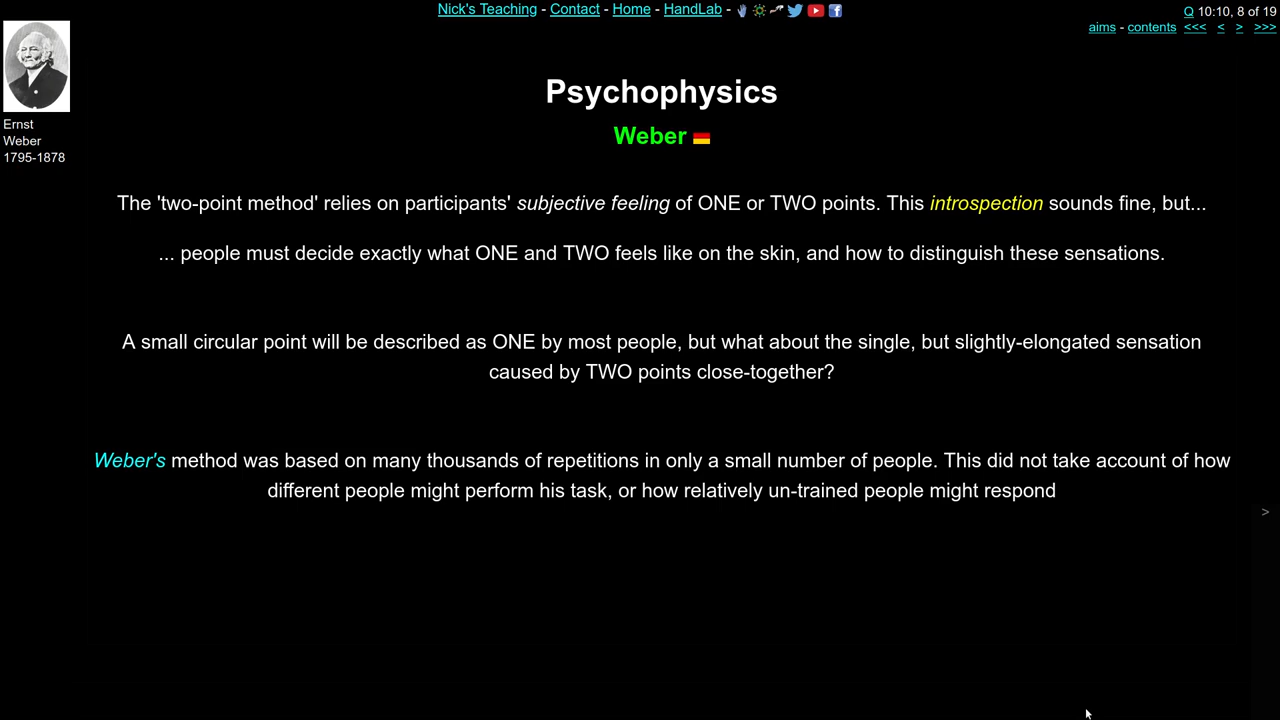 Nick's Teaching - Contact - Home - HandLab -
Q 10:10, 8 of 19
aims - contents <<< < > >>>
Ernst
Weber
1795-1878
Psychophysics
Weber
The 'two-point method' relies on participants' subjective feeling of ONE or TWO points. This introspection sounds fine, but...
... people must decide exactly what ONE and TWO feels like on the skin, and how to distinguish these sensations.
A small circular point will be described as ONE by most people, but what about the single, but slightly-elongated sensation
caused by TWO points close-together?
Weber's method was based on many thousands of repetitions in only a small number of people. This did not take account of how
different people might perform his task, or how relatively un-trained people might respond
>